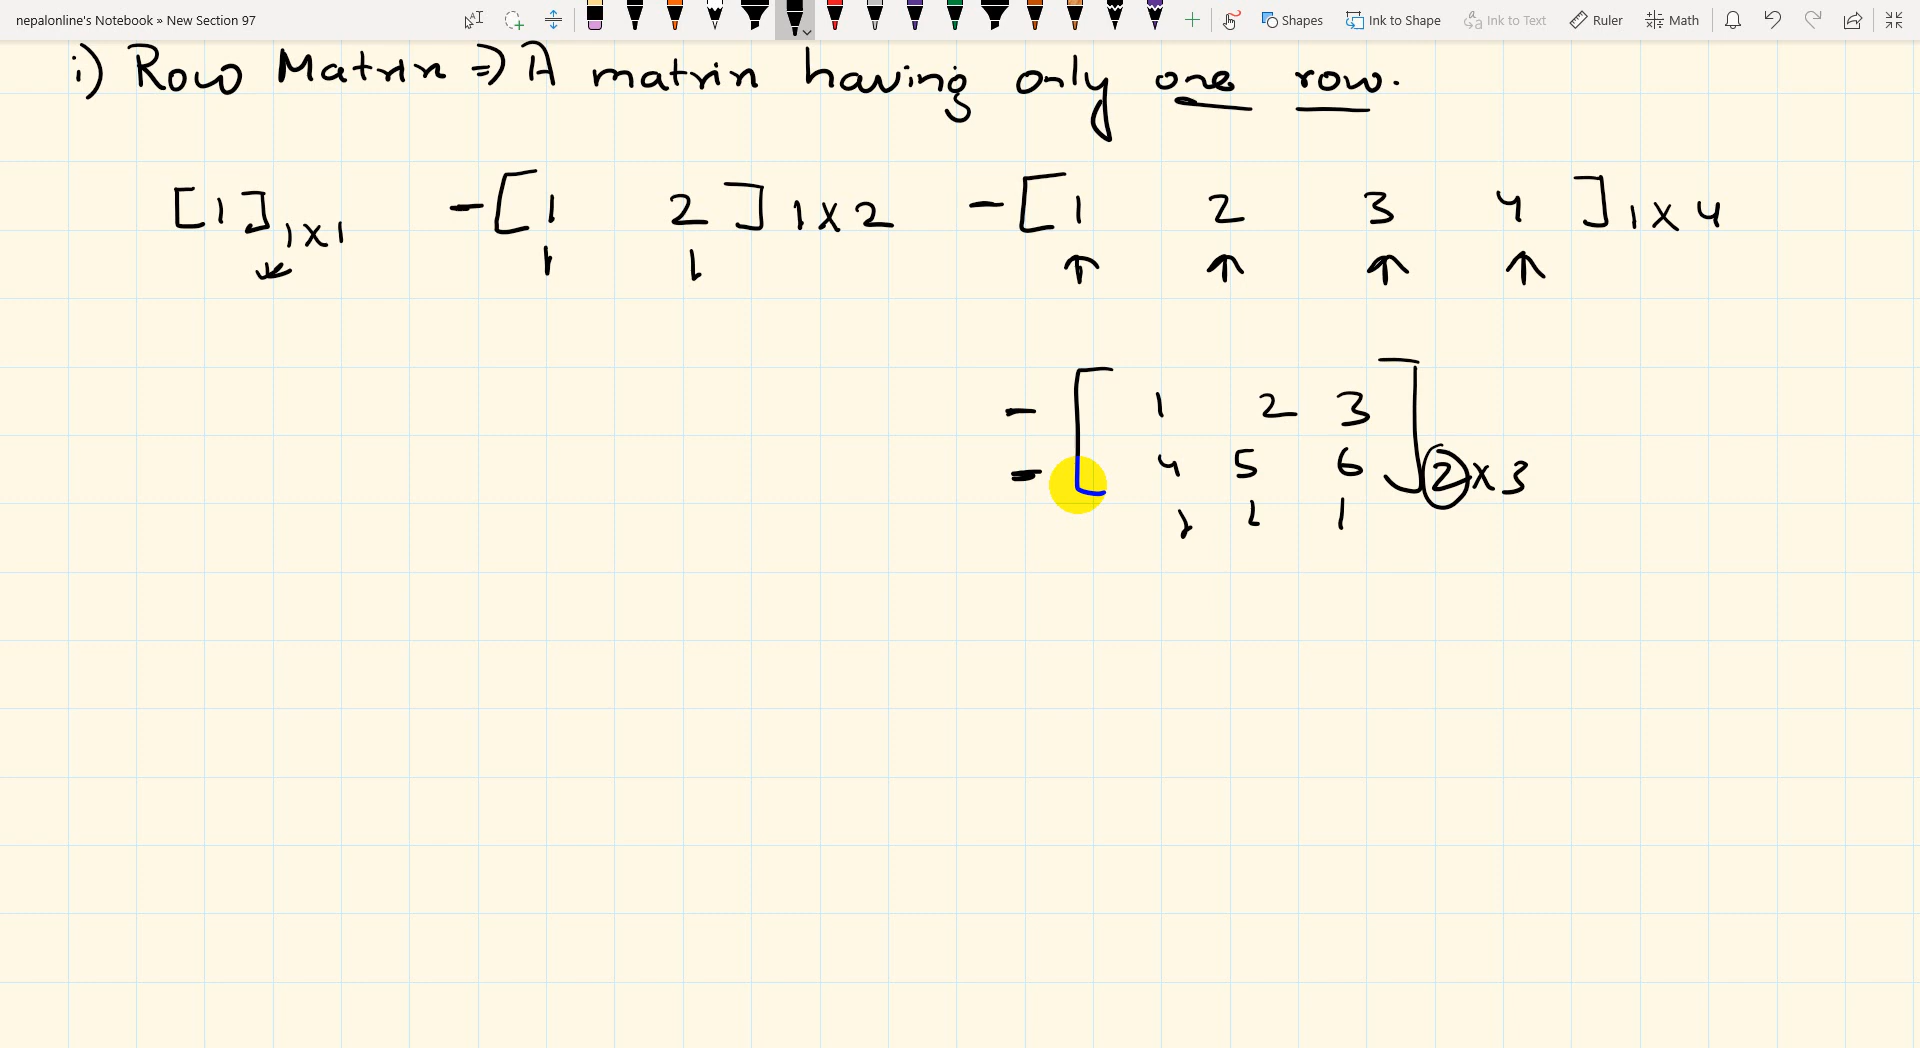 nepalonline's Notebook » New Section 97 Shapes Ink to Shape Ink to Text Ruler Math
i) Row Matrix ⇒ A matrix having only one row.
[1] 1x1 -[1 2] 1x2 -[1 2 3 4] 1x4
- [1 2 3
= 4 5 6] 2x3